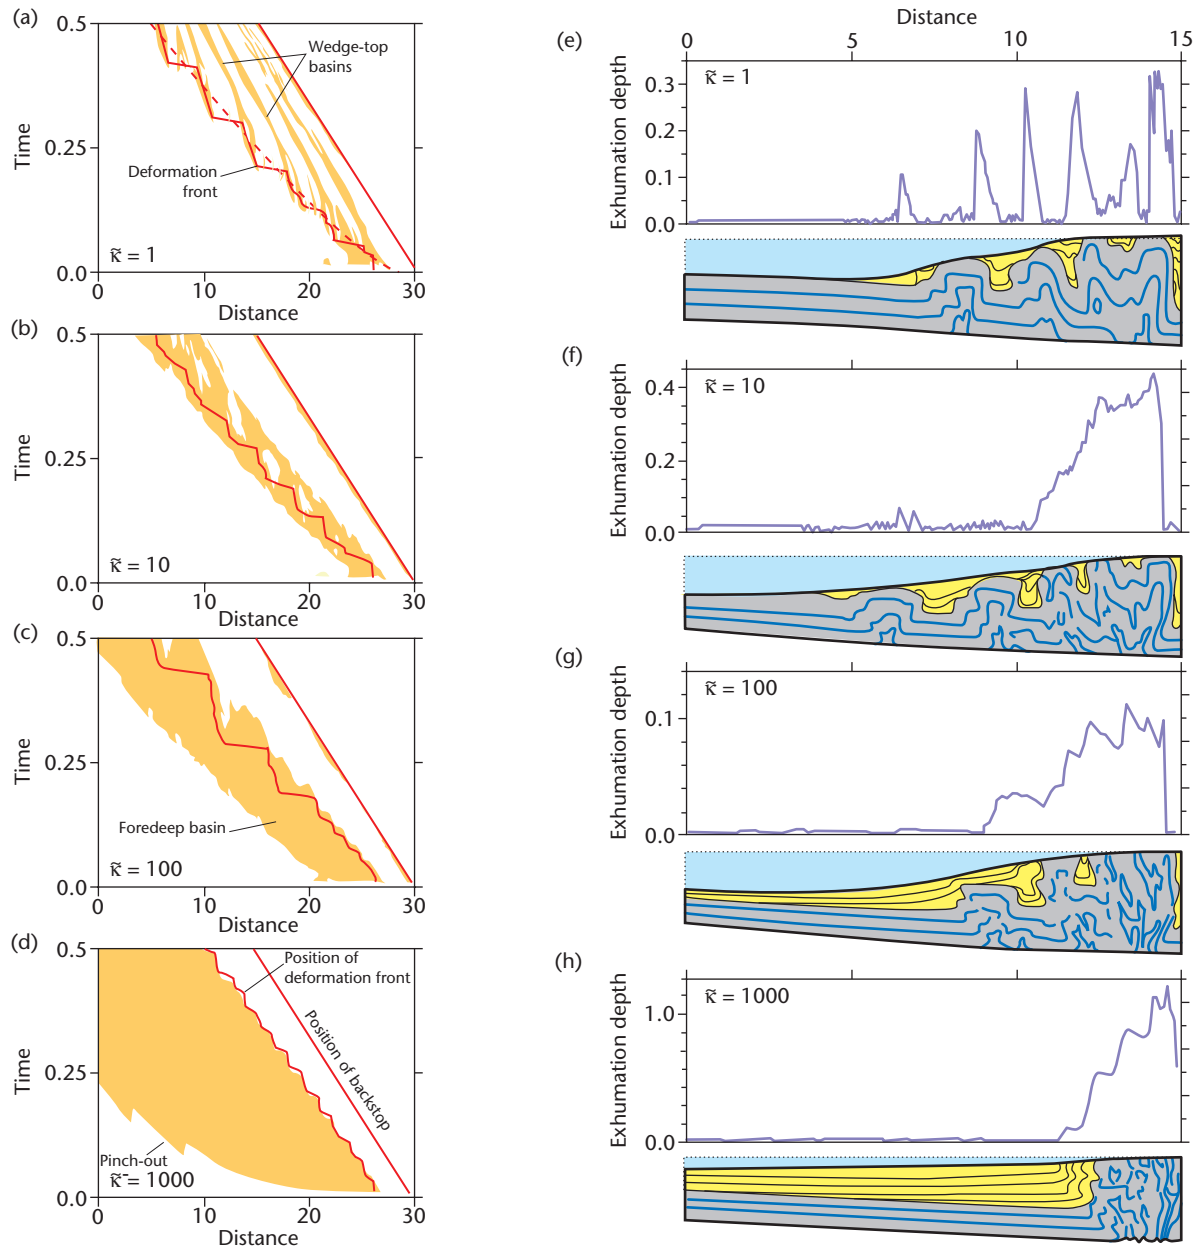 (a)
0.5
0.25
0.0
Time
Wedge-top
basins
Deformation
front
κ̃ = 1
0
10
20
30
Distance
(b)
0.5
0.25
0.0
Time
κ̃ = 10
0
10
20
30
Distance
(c)
0.5
0.25
0.0
Time
Foredeep basin
κ̃ = 100
0
10
20
30
Distance
(d)
0.5
0.25
0.0
Time
Position of
deformation front
Position of backstop
Pinch-out
κ̃ = 1000
0
10
20
30
Distance
Distance
0
5
10
15
(e)
κ̃ = 1
Exhumation depth
0.3
0.2
0.1
0.0
(f)
κ̃ = 10
Exhumation depth
0.4
0.2
0.0
(g)
κ̃ = 100
Exhumation depth
0.1
0.0
(h)
κ̃ = 1000
Exhumation depth
1.0
0.0